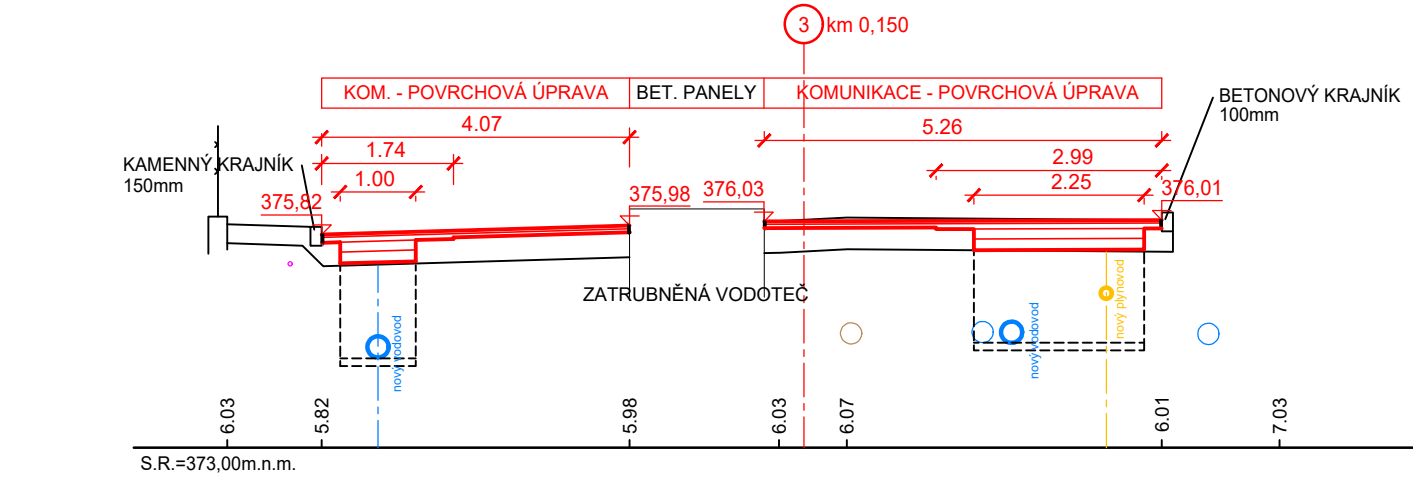 3 km 0,150
KOM. - POVRCHOVÁ ÚPRAVA BET. PANELY KOMUNIKACE - POVRCHOVÁ ÚPRAVA
BETONOVÝ KRAJNÍK
100mm
4.07
5.26
KAMENNÝ KRAJNÍK
150mm
1.74
2.99
1.00
2.25
375,82
375,98
376,03
376,01
ZATRUBNĚNÁ VODOTEČ
nový vodovod
nový vodovod
nový plynovod
6.03
5.82
5.98
6.03
6.07
6.01
7.03
S.R.=373,00m.n.m.